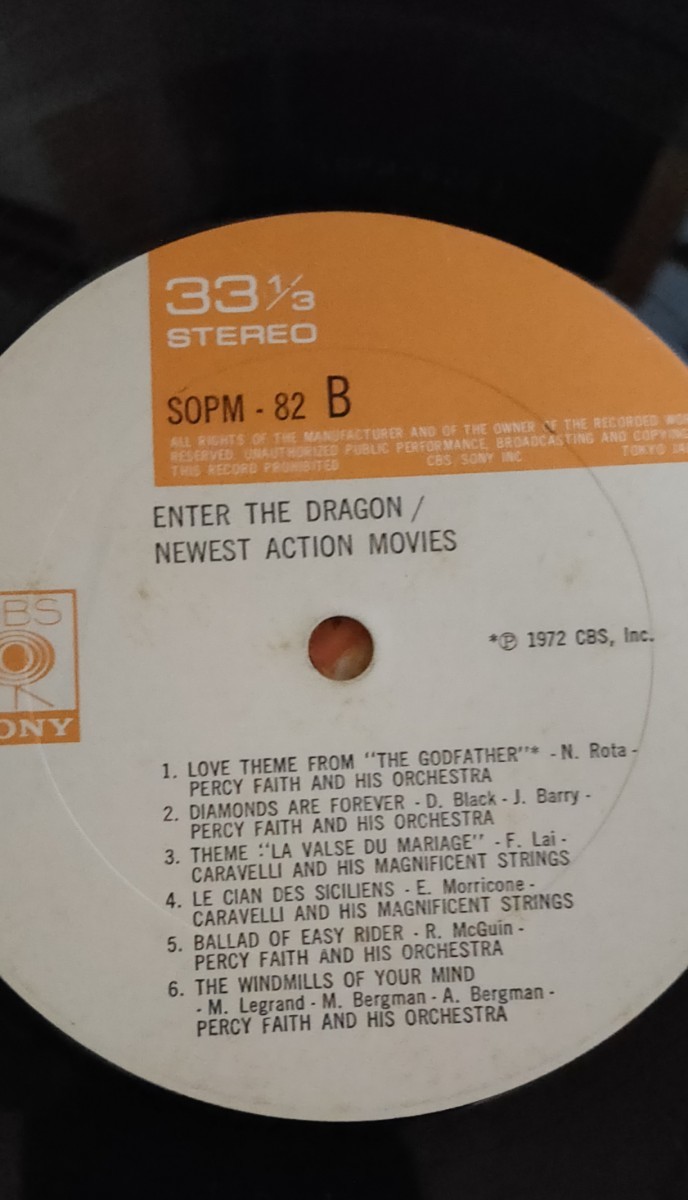 33 1/3
STEREO
SOPM - 82 B
ALL RIGHTS OF THE MANUFACTURER AND OF THE OWNER OF THE RECORDED
RESERVED. UNAUTHORIZED PUBLIC PERFORMANCE, BROADCASTING AND COPYING
THIS RECORD PROHIBITED CBS/SONY INC TOKYO
ENTER THE DRAGON /
NEWEST ACTION MOVIES
BS
ONY
*℗ 1972 CBS, Inc.
1. LOVE THEME FROM "THE GODFATHER"* - N. Rota -
PERCY FAITH AND HIS ORCHESTRA
2. DIAMONDS ARE FOREVER - D. Black - J. Barry -
PERCY FAITH AND HIS ORCHESTRA
3. THEME :"LA VALSE DU MARIAGE" - F. Lai -
CARAVELLI AND HIS MAGNIFICENT STRINGS
4. LE CIAN DES SICILIENS - E. Morricone -
CARAVELLI AND HIS MAGNIFICENT STRINGS
5. BALLAD OF EASY RIDER - R. McGuin -
PERCY FAITH AND HIS ORCHESTRA
6. THE WINDMILLS OF YOUR MIND
- M. Legrand - M. Bergman - A. Bergman -
PERCY FAITH AND HIS ORCHESTRA